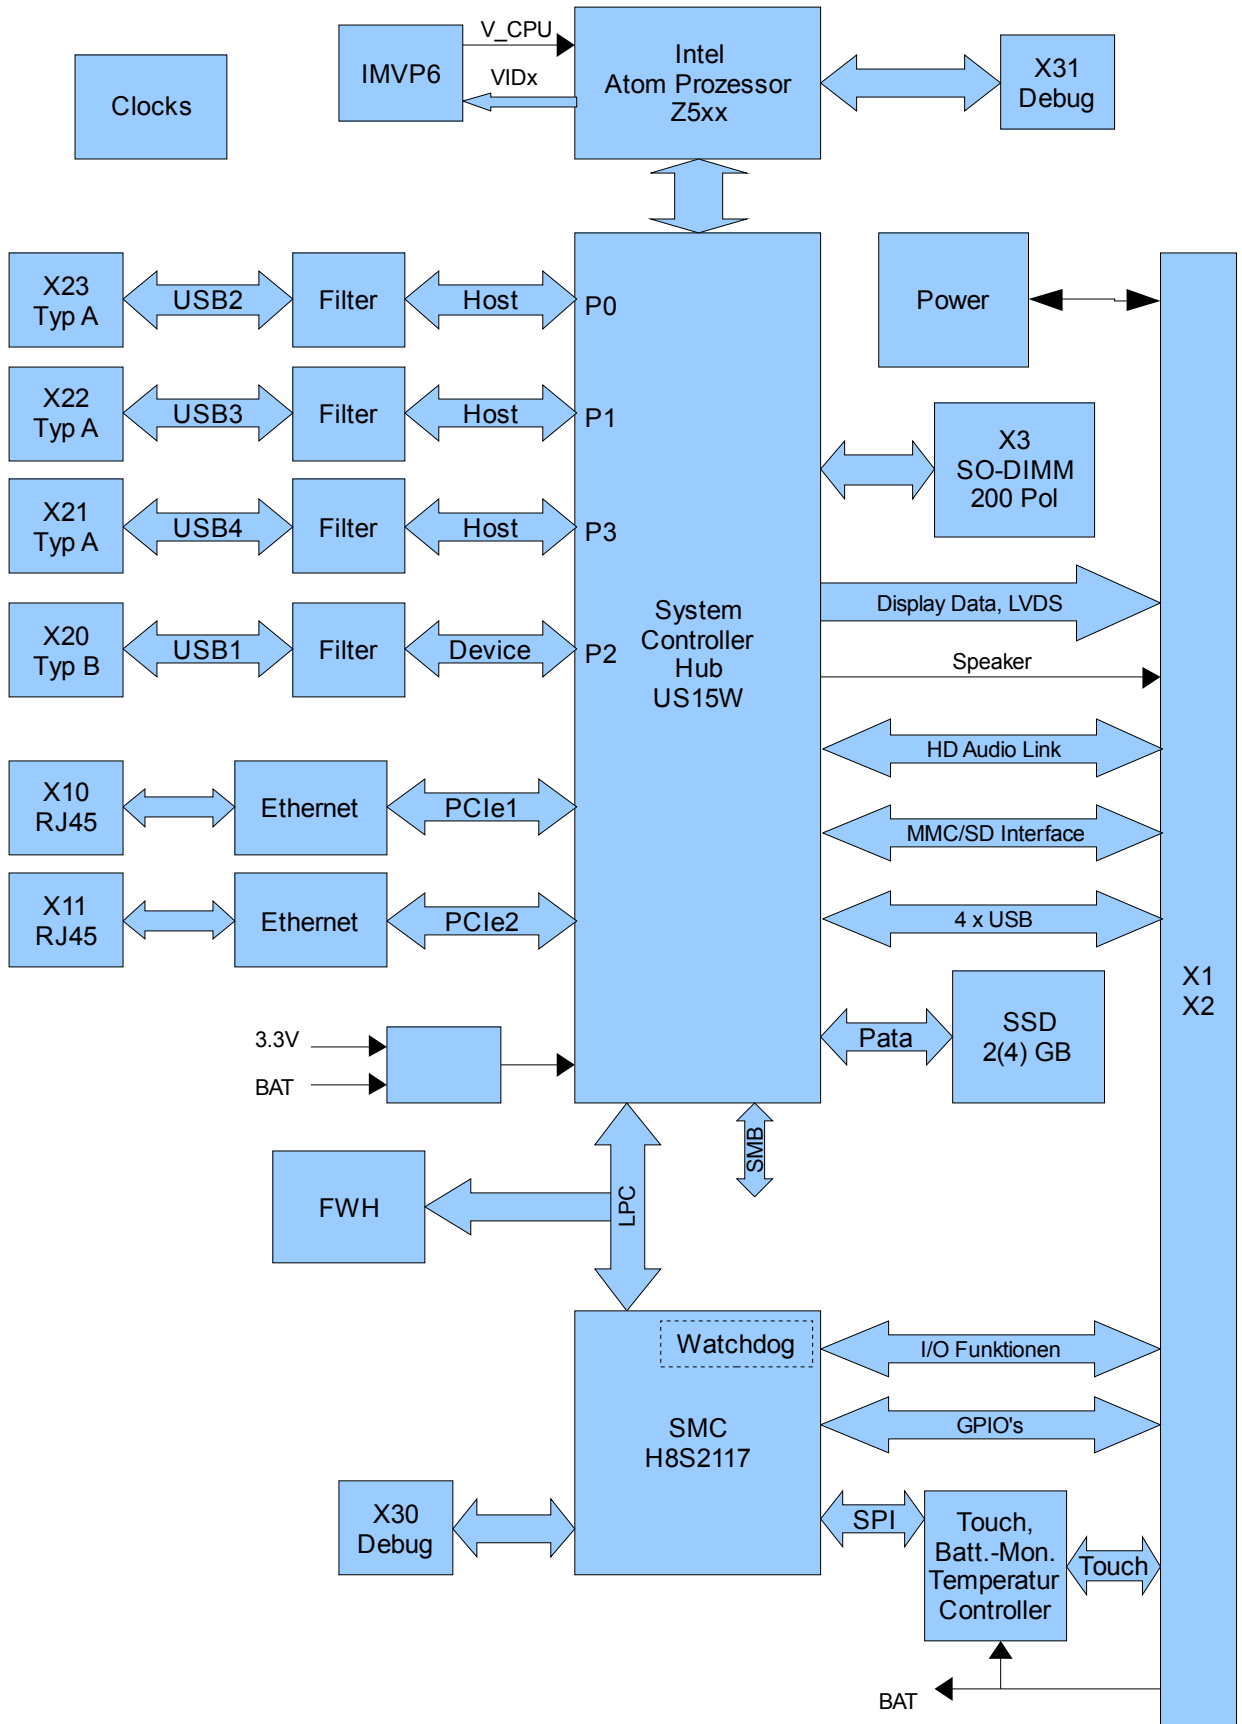 V_CPU
IMVP6
VIDx
Intel
Atom Prozessor
Z5xx
X31
Debug
Clocks
X23
Typ A
USB2
Filter
Host
P0
Power
X22
Typ A
USB3
Filter
Host
P1
X3
SO-DIMM
200 Pol
X21
Typ A
USB4
Filter
Host
P3
Display Data, LVDS
System
Controller
Hub
US15W
X20
Typ B
USB1
Filter
Device
P2
Speaker
HD Audio Link
X10
RJ45
Ethernet
PCIe1
MMC/SD Interface
X11
RJ45
Ethernet
PCIe2
4 x USB
X1
X2
3.3V
BAT
Pata
SSD
2(4) GB
SMB
FWH
LPC
Watchdog
I/O Funktionen
SMC
H8S2117
GPIO's
X30
Debug
SPI
Touch,
Batt.-Mon.
Temperatur
Controller
Touch
BAT